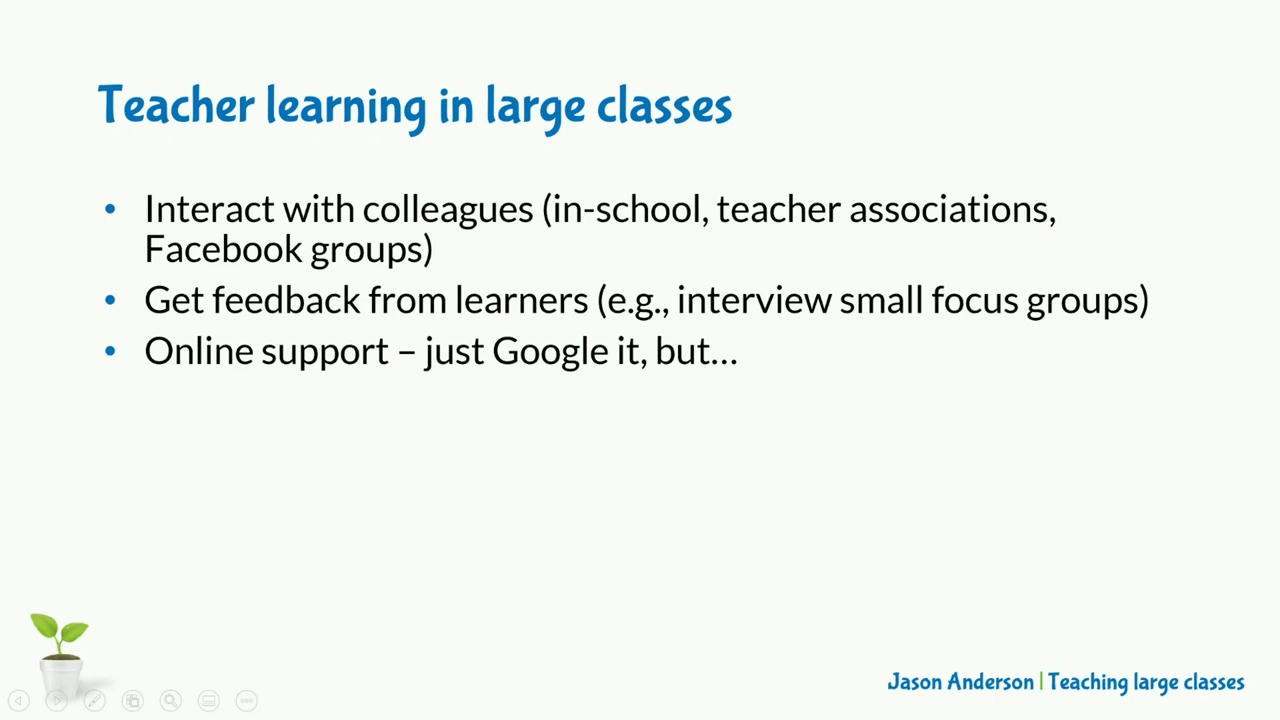 Teacher learning in large classes
• Interact with colleagues (in-school, teacher associations,
Facebook groups)
• Get feedback from learners (e.g., interview small focus groups)
• Online support – just Google it, but…
Jason Anderson | Teaching large classes